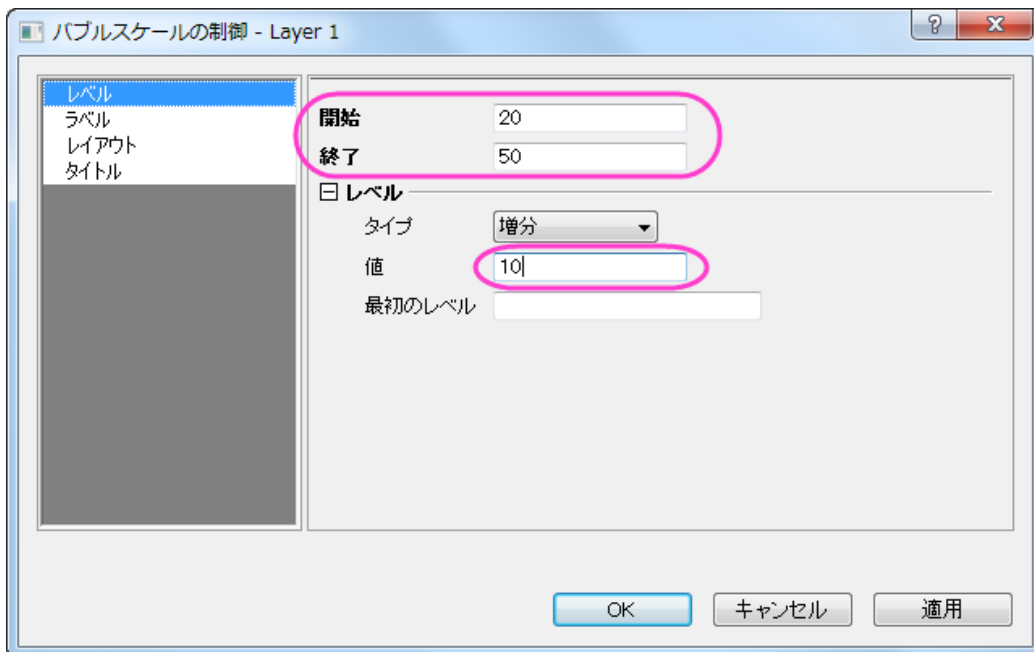 バブルスケールの制御 - Layer 1
レベル
ラベル
レイアウト
タイトル
開始 20
終了 50
レベル
タイプ 増分
値 10
最初のレベル
OK キャンセル 適用